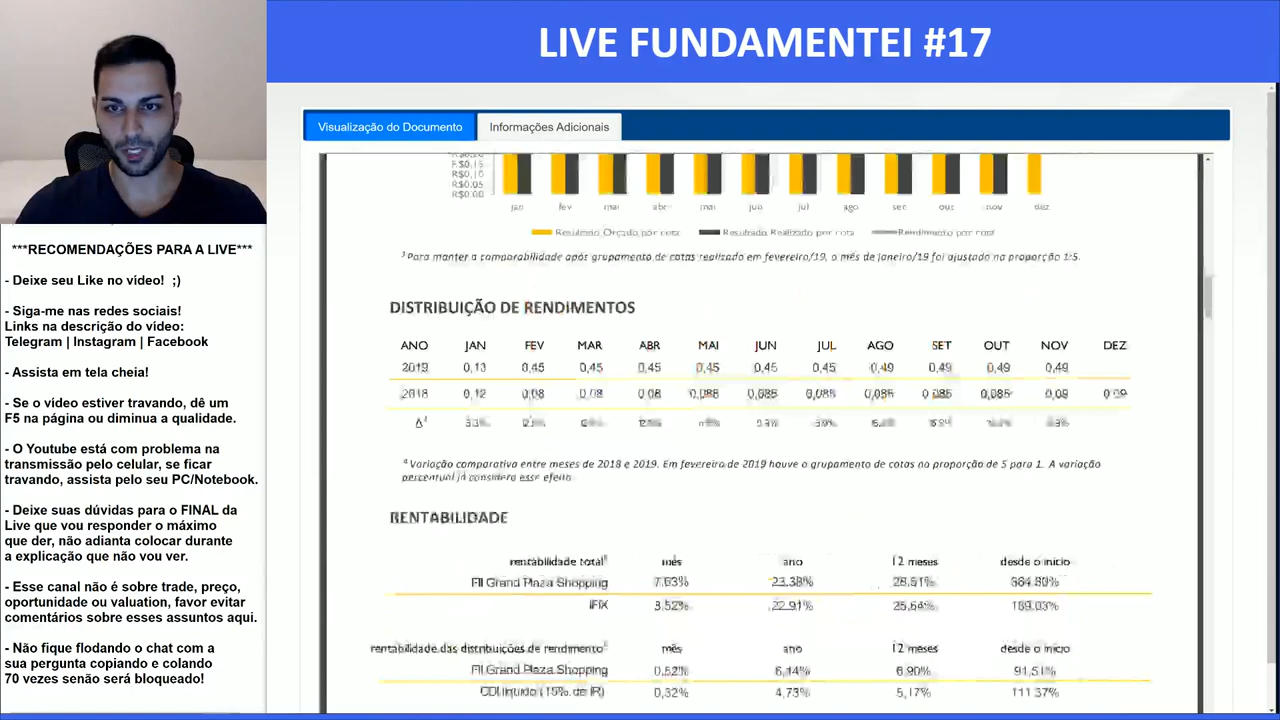 LIVE FUNDAMENTEI #17
***RECOMENDAÇÕES PARA A LIVE***
- Deixe seu Like no vídeo!  ;)
- Siga-me nas redes sociais!
Links na descrição do vídeo:
Telegram | Instagram | Facebook
- Assista em tela cheia!
- Se o vídeo estiver travando, dê um
F5 na página ou diminua a qualidade.
- O Youtube está com problema na
transmissão pelo celular, se ficar
travando, assista pelo seu PC/Notebook.
- Deixe suas dúvidas para o FINAL da
Live que vou responder o máximo
que der, não adianta colocar durante
a explicação que não vou ver.
- Esse canal não é sobre trade, preço,
oportunidade ou valuation, favor evitar
comentários sobre esses assuntos aqui.
- Não fique flodando o chat com a
sua pergunta copiando e colando
70 vezes senão será bloqueado!
Visualização do Documento Informações Adicionais
R$0,15
R$0,10
R$0,05
R$0,00
jan fev mar abr mai jun jul ago set out nov dez
Resultado Orçado por cota Resultado Realizado por cota Rendimento por cota
³ Para manter a comparabilidade após grupamento de cotas realizado em fevereiro/19, o mês de janeiro/19 foi ajustado na proporção 1:5.
DISTRIBUIÇÃO DE RENDIMENTOS
ANO JAN FEV MAR ABR MAI JUN JUL AGO SET OUT NOV DEZ
2019 0,13 0,45 0,45 0,45 0,45 0,45 0,45 0,49 0,49 0,49 0,49
2018 0,12 0,08 0,08 0,08 0,085 0,085 0,085 0,085 0,085 0,085 0,09 0,09
Δ⁴
⁴ Variação comparativa entre meses de 2018 e 2019. Em fevereiro de 2019 houve o grupamento de cotas na proporção de 5 para 1. A variação
percentual já considera esse efeito.
RENTABILIDADE
rentabilidade total⁵ mês ano 12 meses desde o início
FII Grand Plaza Shopping 7,63% 23,38% 28,51% 364,80%
IFIX 3,52% 22,91% 25,64%
rentabilidade das distribuições de rendimento mês ano 12 meses desde o início
FII Grand Plaza Shopping 0,52% 6,14% 6,90% 91,51%
CDI líquido (15% de IR) 0,32% 4,73% 5,17% 111,37%